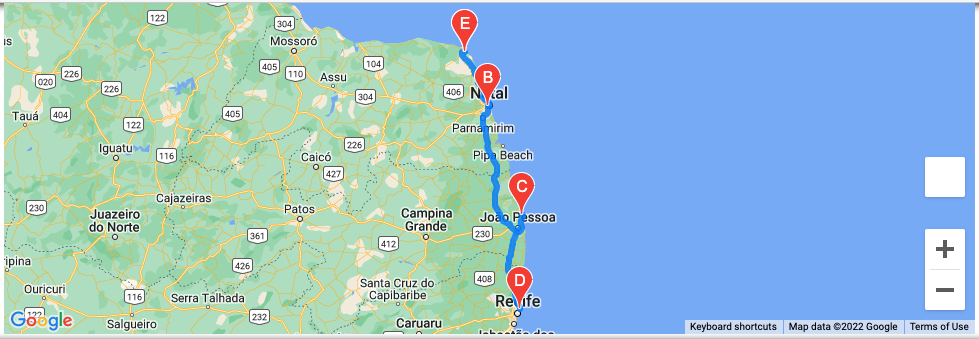 E
122
304
Mossoró
us
405
110
104
226
226
Assu
B
020
226
406
Natal
304
Tauá
404
405
122
Parnamirim
226
Iguatu
116
Caicó
Pipa Beach
427
C
Cajazeiras
230
Juazeiro
do Norte
Patos
Campina
Grande
João Pessoa
230
361
412
426
D
408
Santa Cruz do
Capibaribe
Ouricuri
116
Serra Talhada
Recife
122
Google
Salgueiro
232
Caruaru
Keyboard shortcuts
Map data ©2022 Google
Terms of Use